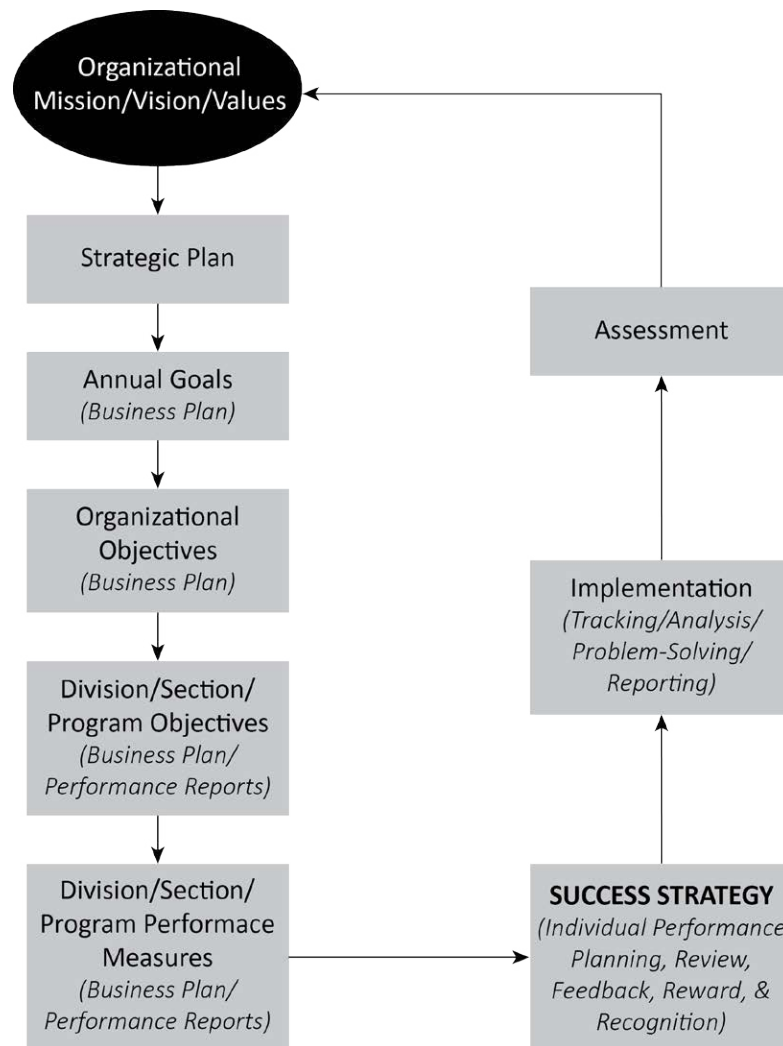 Organizational
Mission/Vision/Values
Strategic Plan
Annual Goals
(Business Plan)
Organizational
Objectives
(Business Plan)
Division/Section/
Program Objectives
(Business Plan/
Performance Reports)
Division/Section/
Program Performace
Measures
(Business Plan/
Performance Reports)
SUCCESS STRATEGY
(Individual Performance
Planning, Review,
Feedback, Reward, &
Recognition)
Implementation
(Tracking/Analysis/
Problem-Solving/
Reporting)
Assessment